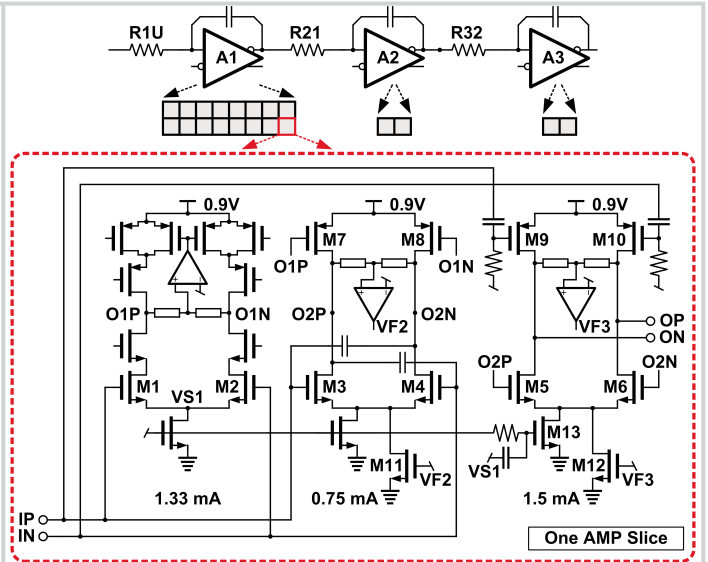 R1U R21 R32
A1 A2 A3
0.9V 0.9V 0.9V
M7 M8 M9 M10
O1P O1N
O1P O1N O2P O2N
VF2 VF3
OP
ON
O2P O2N
M1 VS1 M2 M3 M4 M5 M6
M13
VS1
M11 VF2 M12 VF3
1.33 mA 0.75 mA 1.5 mA
IP
IN
One AMP Slice